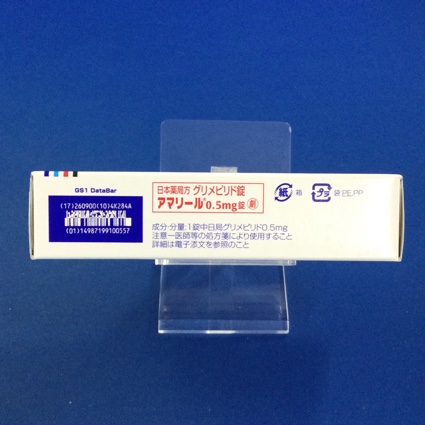 GS1 DataBar
(17)260900(10)4K284A
(01)14987199100557
日本薬局方 グリメピリド錠
アマリール® 0.5mg錠 劇
成分・分量:1錠中日局グリメピリド0.5mg
注意-医師等の処方箋により使用すること
詳細は電子添文を参照のこと
紙 箱
プラ 袋:PE,PP